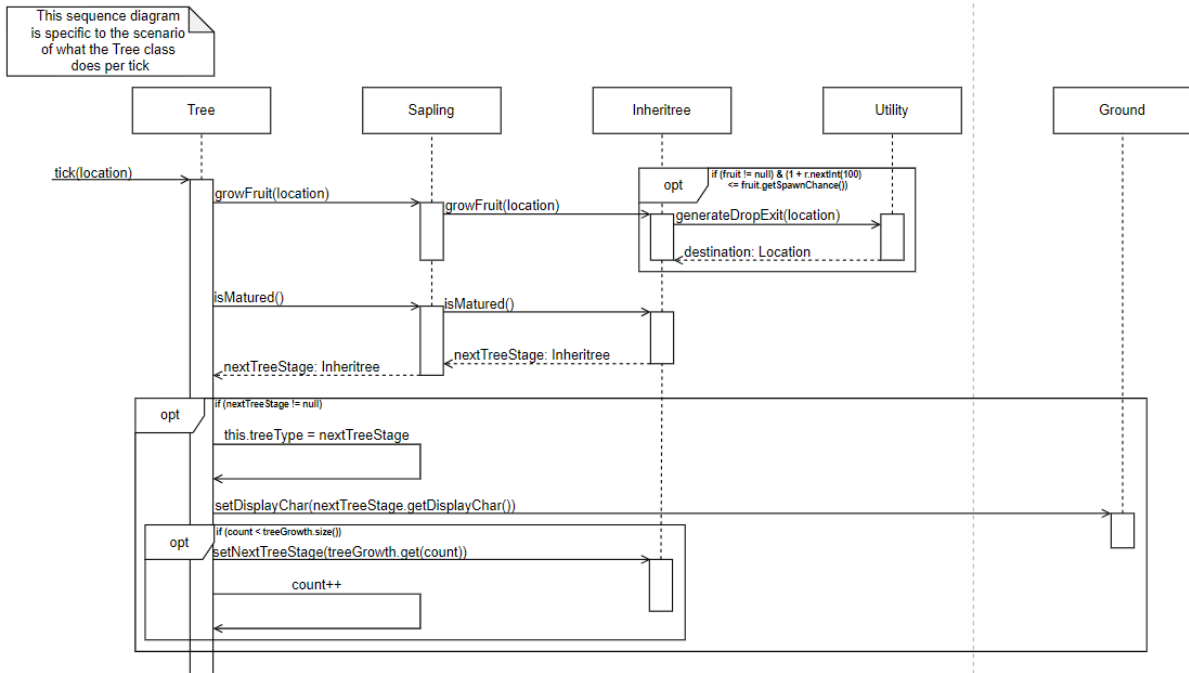 This sequence diagram
is specific to the scenario
of what the Tree class
does per tick
Tree
Sapling
Inheritree
Utility
Ground
tick(location)
opt
if (fruit != null) & (1 + r.nextInt(100)
<= fruit.getSpawnChance())
growFruit(location)
growFruit(location)
generateDropExit(location)
destination: Location
isMatured()
isMatured()
nextTreeStage: Inheritree
nextTreeStage: Inheritree
opt
if (nextTreeStage != null)
this.treeType = nextTreeStage
setDisplayChar(nextTreeStage.getDisplayChar())
opt
if (count < treeGrowth.size())
setNextTreeStage(treeGrowth.get(count))
count++